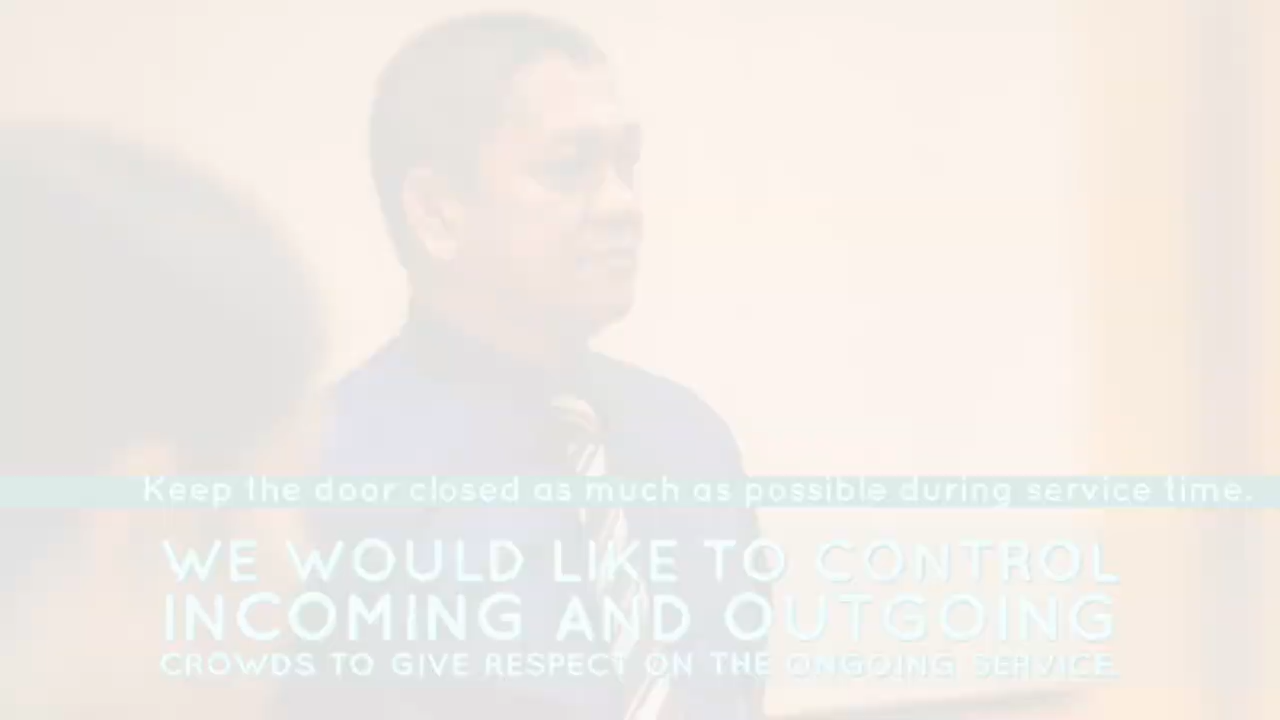 Keep the door closed as much as possible during service time.
WE WOULD LIKE TO CONTROL
INCOMING AND OUTGOING
CROWDS TO GIVE RESPECT ON THE ONGOING SERVICE.